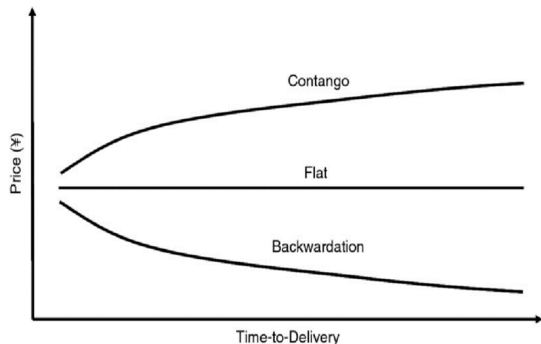 Contango
Flat
Backwardation
Price (¥)
Time-to-Delivery